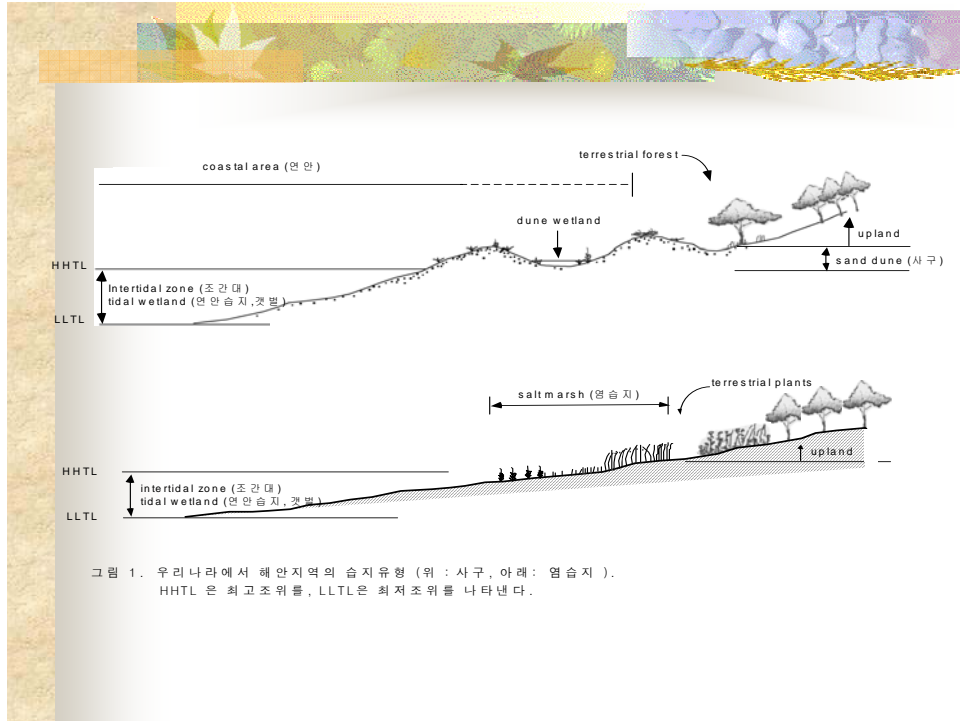 coastal area (연안)
terrestrial forest
dune wetland
upland
sand dune (사구)
HHTL
Intertidal zone (조간대)
tidal wetland (연안습지,갯벌)
LLTL
salt marsh (염습지)
terrestrial plants
upland
HHTL
intertidal zone (조간대)
tidal wetland (연안습지, 갯벌)
LLTL
그림 1. 우리나라에서 해안지역의 습지유형 (위 : 사구, 아래: 염습지 ).
HHTL 은 최고조위를, LLTL은 최저조위를 나타낸다.